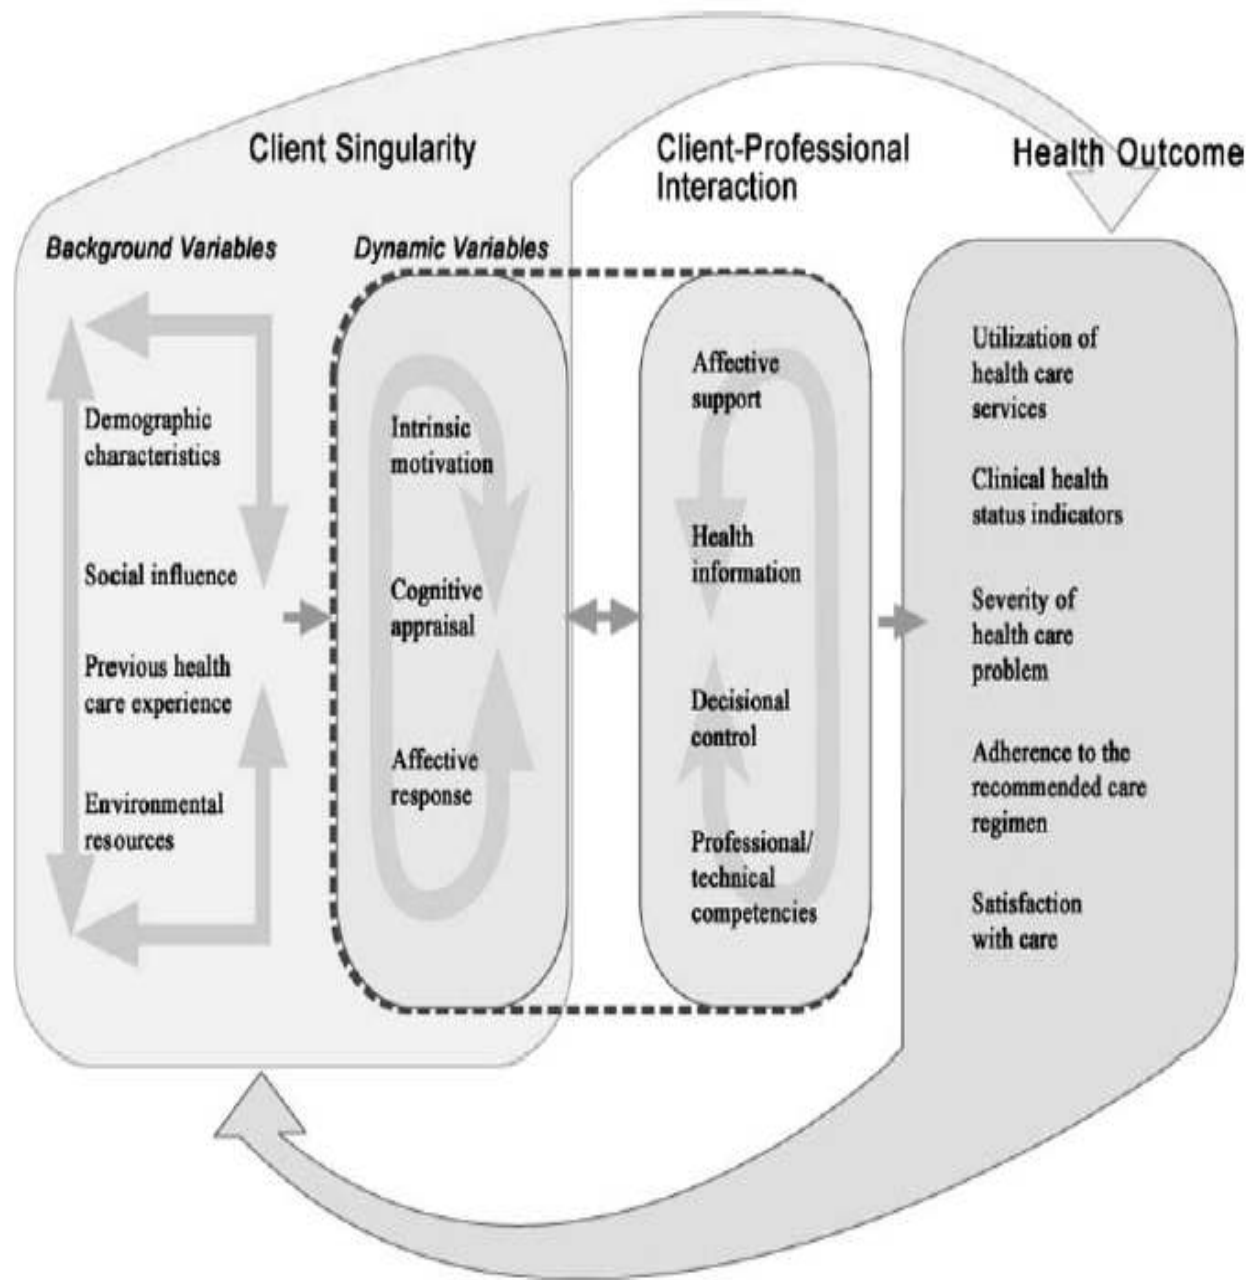 Client Singularity
Client-Professional
Interaction
Health Outcome
Background Variables
Dynamic Variables
Demographic
characteristics
Social influence
Previous health
care experience
Environmental
resources
Intrinsic
motivation
Cognitive
appraisal
Affective
response
Affective
support
Health
information
Decisional
control
Professional/
technical
competencies
Utilization of
health care
services
Clinical health
status indicators
Severity of
health care
problem
Adherence to the
recommended care
regimen
Satisfaction
with care